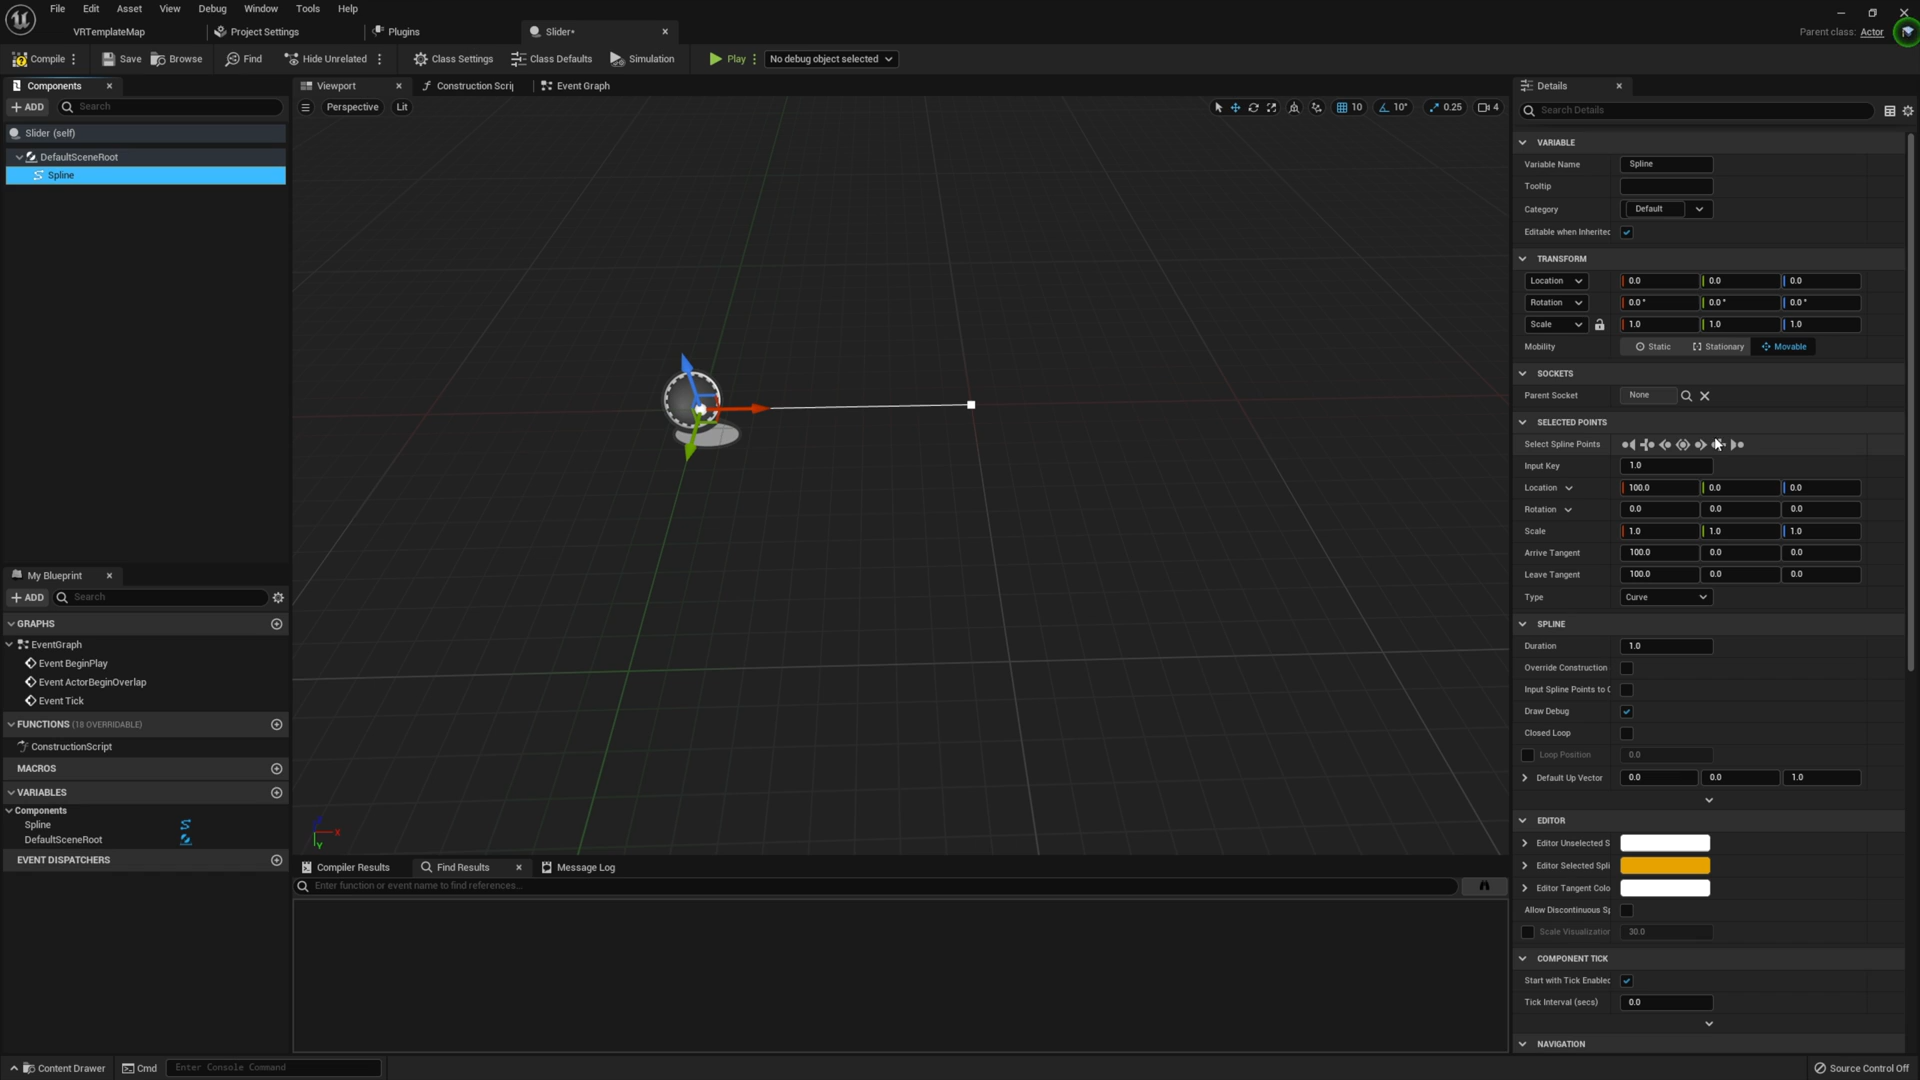 File Edit Asset View Debug Window Tools Help
VRTemplateMap Project Settings Plugins Slider• Parent class: Actor
Compile Save Browse Find Hide Unrelated Class Settings Class Defaults Simulation Play No debug object selected
Components Viewport Construction Scrip Event Graph Details
+ ADD Search Perspective Lit 10 10° 0.25 4 Search Details
Slider (self)
DefaultSceneRoot
Spline
VARIABLE
Variable Name Spline
Tooltip
Category Default
Editable when Inherited
TRANSFORM
Location 0.0 0.0 0.0
Rotation 0.0 ° 0.0 ° 0.0 °
Scale 1.0 1.0 1.0
Mobility Static Stationary Movable
SOCKETS
Parent Socket None
SELECTED POINTS
Select Spline Points
Input Key 1.0
Location 100.0 0.0 0.0
Rotation 0.0 0.0 0.0
Scale 1.0 1.0 1.0
Arrive Tangent 100.0 0.0 0.0
Leave Tangent 100.0 0.0 0.0
Type Curve
SPLINE
Duration 1.0
Override Construction
Input Spline Points to C
Draw Debug
Closed Loop
Loop Position 0.0
Default Up Vector 0.0 0.0 1.0
EDITOR
Editor Unselected S
Editor Selected Spli
Editor Tangent Colo
Allow Discontinuous Sp
Scale Visualization 30.0
COMPONENT TICK
Start with Tick Enabled
Tick Interval (secs) 0.0
NAVIGATION
My Blueprint
+ ADD Search
GRAPHS
EventGraph
Event BeginPlay
Event ActorBeginOverlap
Event Tick
FUNCTIONS (18 OVERRIDABLE)
ConstructionScript
MACROS
VARIABLES
Components
Spline
DefaultSceneRoot
EVENT DISPATCHERS
X
Y
Compiler Results Find Results Message Log
Enter function or event name to find references...
Content Drawer Cmd Enter Console Command Source Control Off